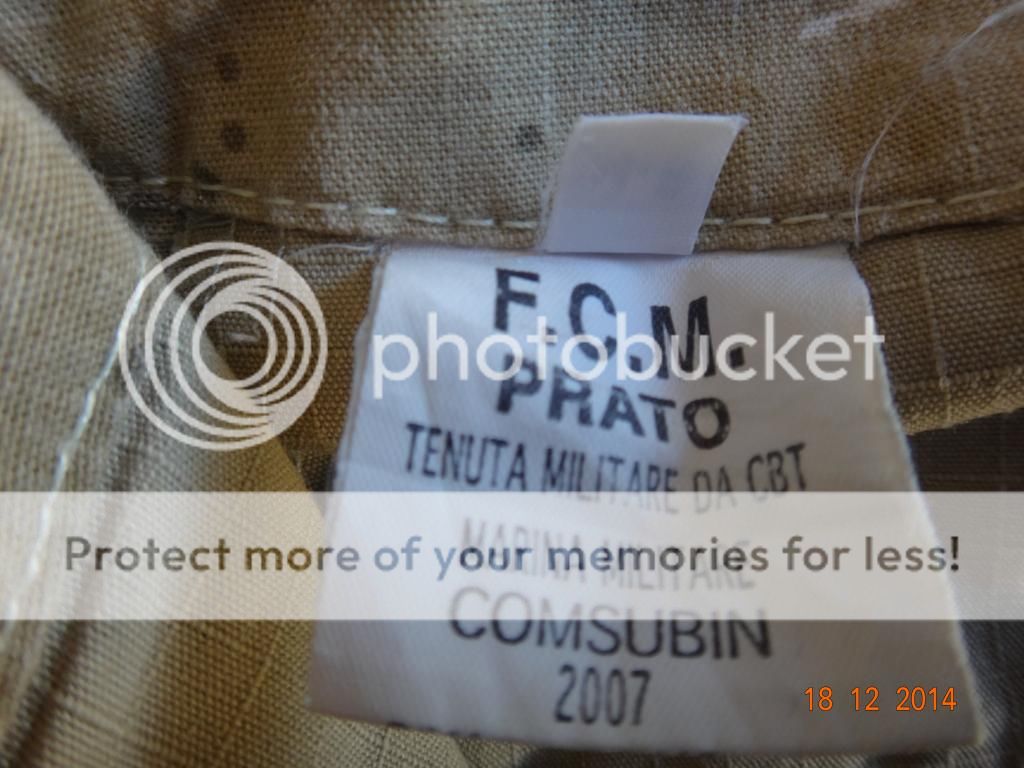 F.C.M.
photobucket
PRATO
TENUTA MILITARE DA CBT
Protect more of your memories for less!
MARINA MILITARE
COMSUBIN
2007
18 12 2014